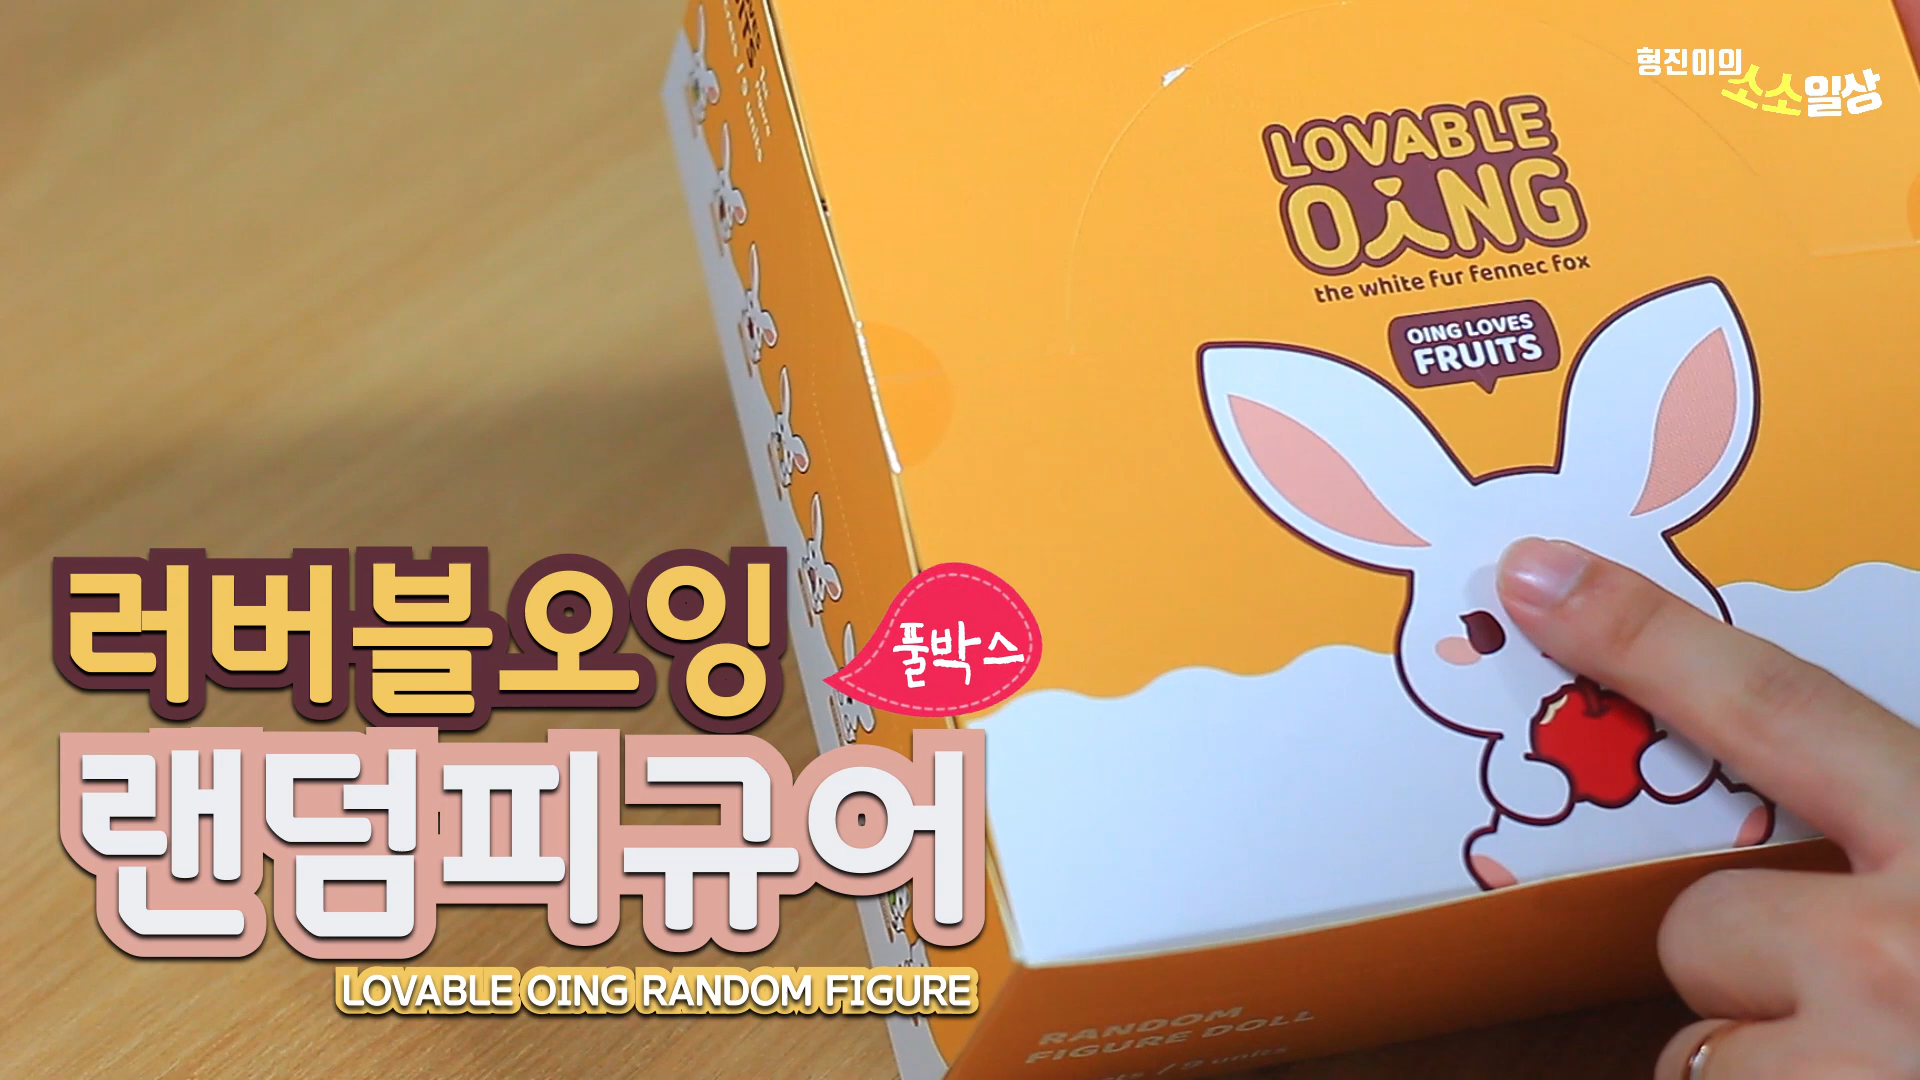 형진이의
소소일상
LOVABLE
OING
the white fur fennec fox
OING LOVES
FRUITS
러버블오잉
풀박스
랜덤피규어
LOVABLE OING RANDOM FIGURE
RANDOM
FIGURE DOLL
/ 9 units